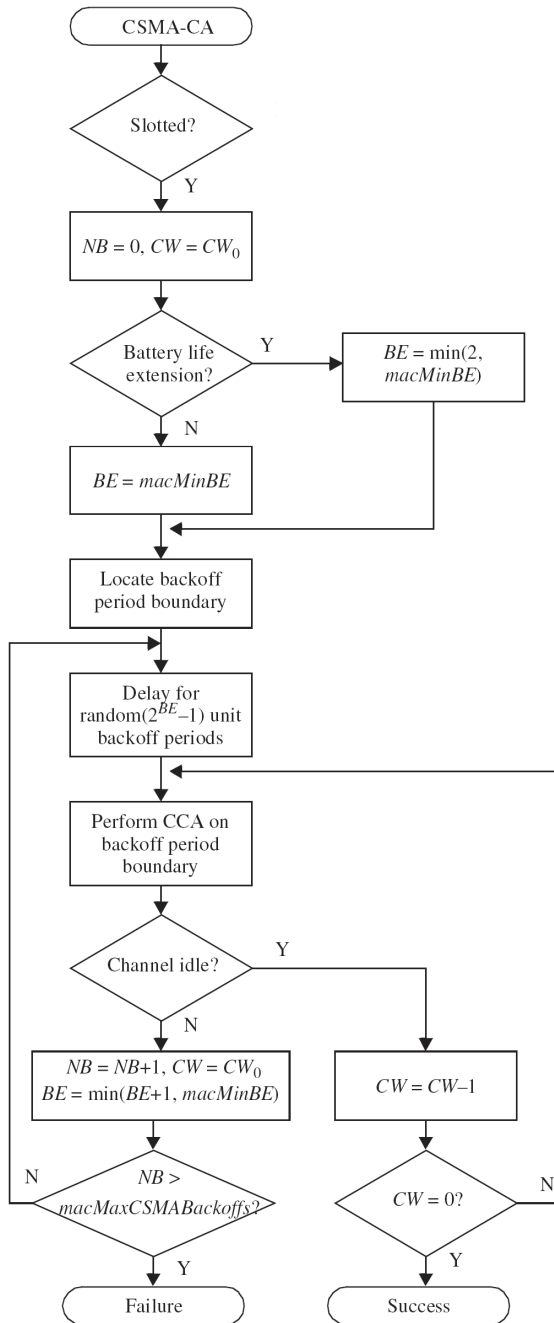 CSMA-CA
Slotted?
Y
NB = 0, CW = CW₀
Battery life
extension?
Y
BE = min(2,
macMinBE)
N
BE = macMinBE
Locate backoff
period boundary
Delay for
random(2^BE–1) unit
backoff periods
Perform CCA on
backoff period
boundary
Channel idle?
Y
N
NB = NB+1, CW = CW₀
BE = min(BE+1, macMinBE)
CW = CW–1
N
NB >
macMaxCSMABackoffs?
CW = 0?
N
Y
Y
Failure
Success